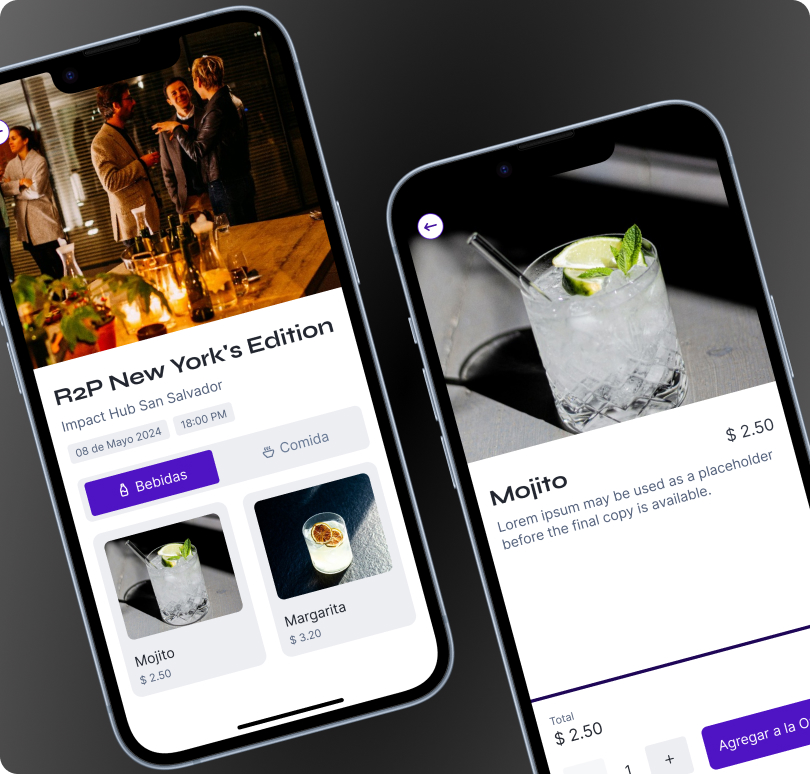 R2P New York's Edition
Impact Hub San Salvador
08 de Mayo 2024
18:00 PM
Bebidas
Comida
Mojito
$ 2.50
Margarita
$ 3.20
$ 2.50
Mojito
Lorem ipsum may be used as a placeholder
before the final copy is available.
Total
$ 2.50
1
+
Agregar a la O